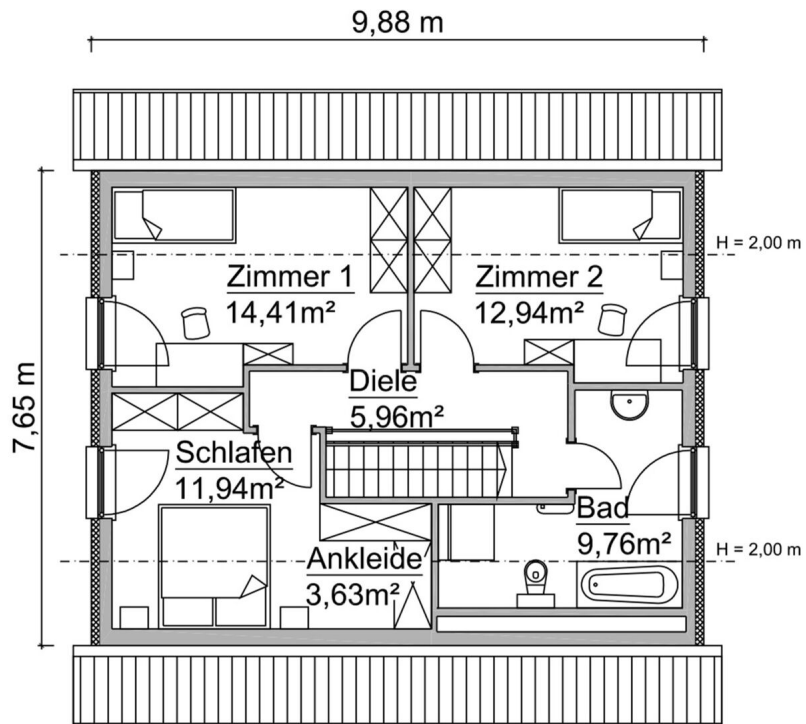 9,88 m
H = 2,00 m
Zimmer 1
14,41m²
Zimmer 2
12,94m²
7,65 m
Diele
5,96m²
Schlafen
11,94m²
Bad
9,76m²
Ankleide
3,63m²
H = 2,00 m